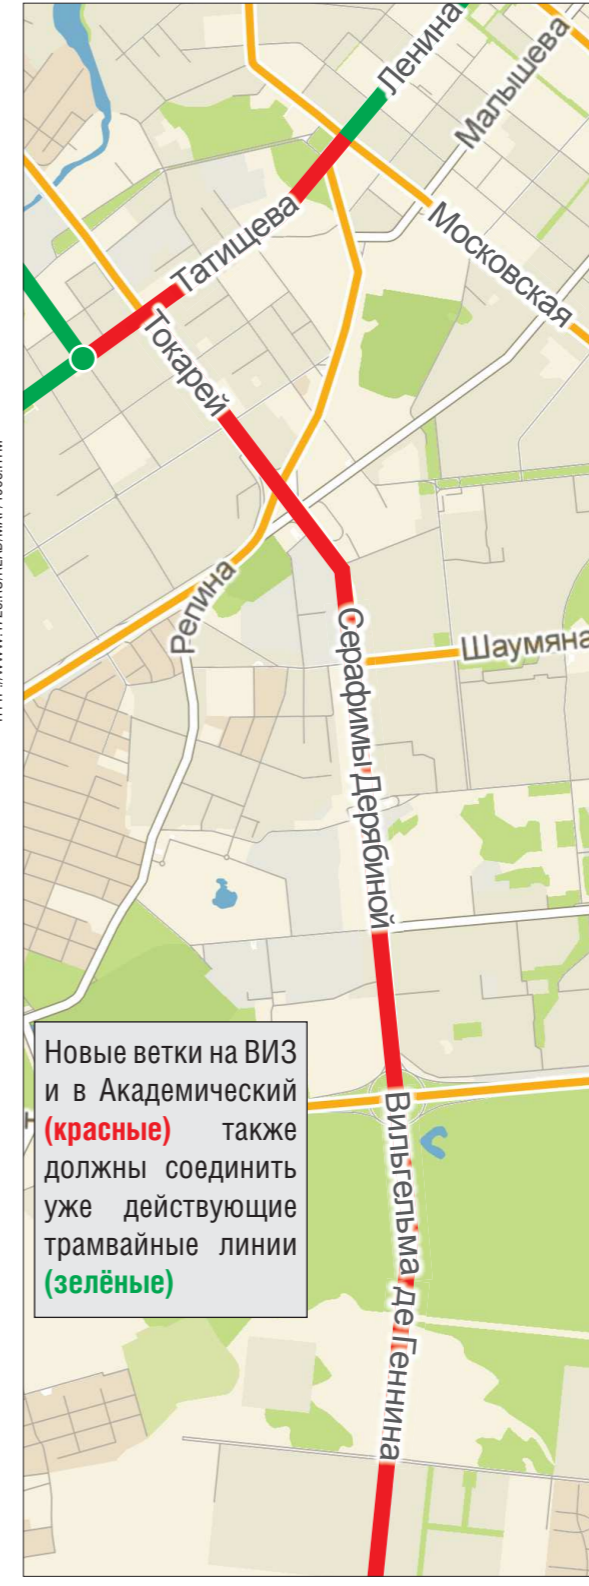 Ленина
Малышева
Московская
Татищева
Токарей
Репина
Серафимы Дерябиной
Шаумяна
Новые ветки на ВИЗ
и в Академический
(красные) также
должны соединить
уже действующие
трамвайные линии
(зелёные)
Вильгельма де Геннина